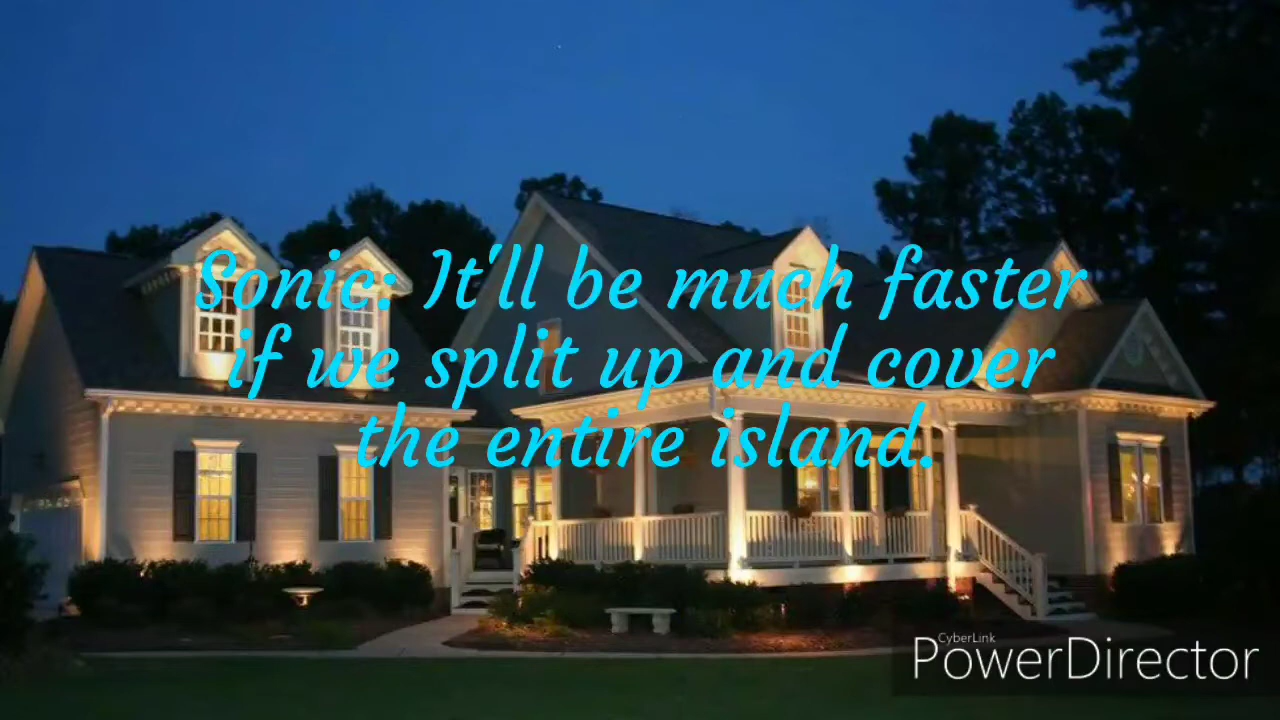 Sonic: It'll be much faster
if we split up and cover
the entire island.
CyberLink
PowerDirector